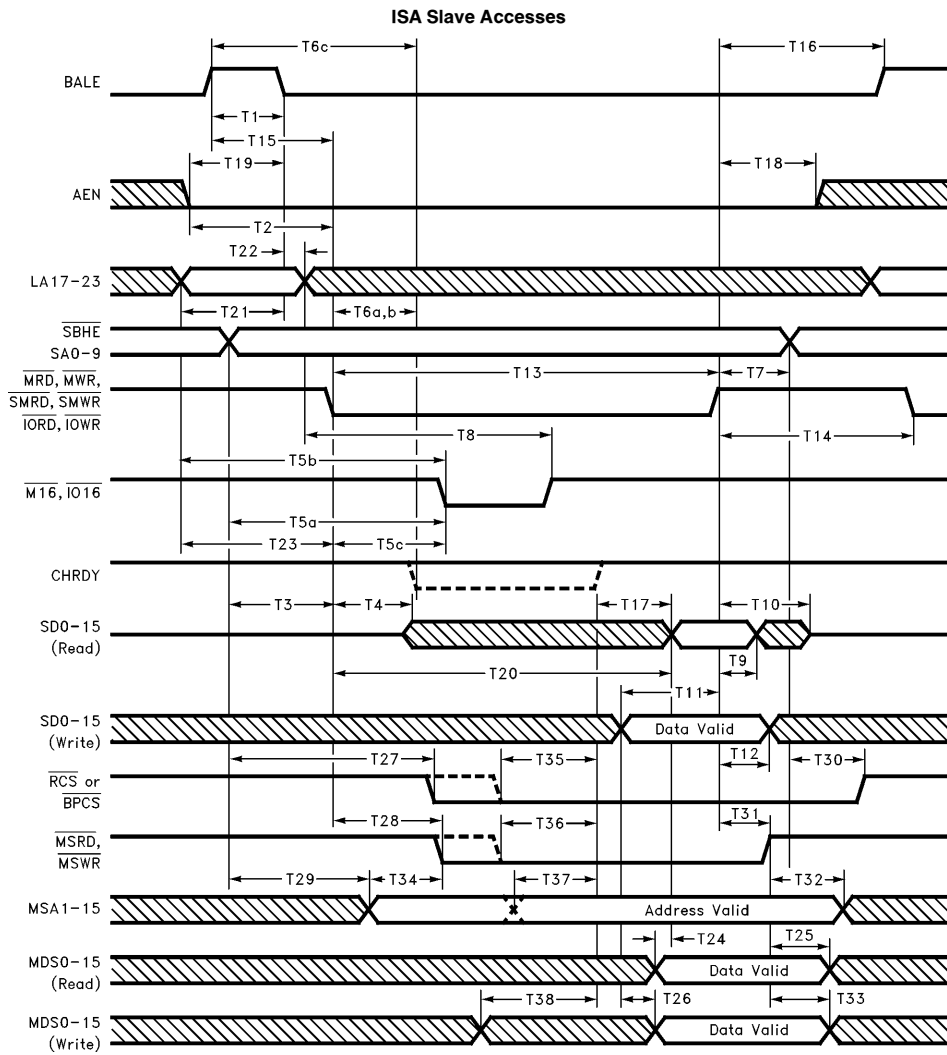 ISA Slave Accesses
T6c
T16
BALE
T1
T15
T19
T18
AEN
T2
T22
LA17-23
T21
T6a,b
SBHE
SA0-9
MRD, MWR,
SMRD, SMWR
IORD, IOWR
T13
T7
T8
T14
T5b
M16, IO16
T5a
T23
T5c
CHRDY
T3
T4
T17
T10
SD0-15
(Read)
T9
T20
T11
SD0-15
(Write)
Data Valid
T12
T27
T35
T30
RCS or
BPCS
T28
T36
T31
MSRD,
MSWR
T29
T34
T37
T32
MSA1-15
Address Valid
T24
T25
MDS0-15
(Read)
Data Valid
T38
T26
T33
MDS0-15
(Write)
Data Valid